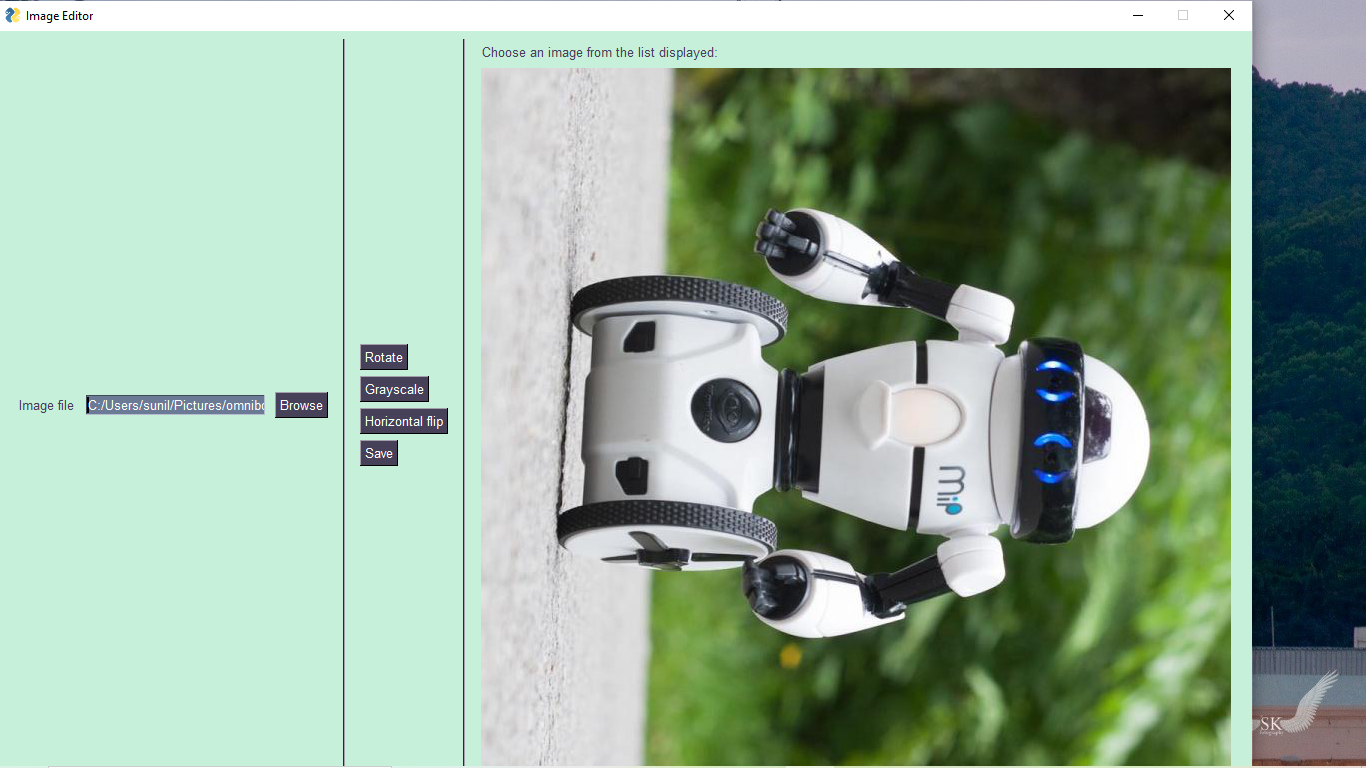 Image Editor
Choose an image from the list displayed:
Rotate
Grayscale
Image file C:/Users/sunil/Pictures/omnibo Browse
Horizontal flip
Save
MiP
SK